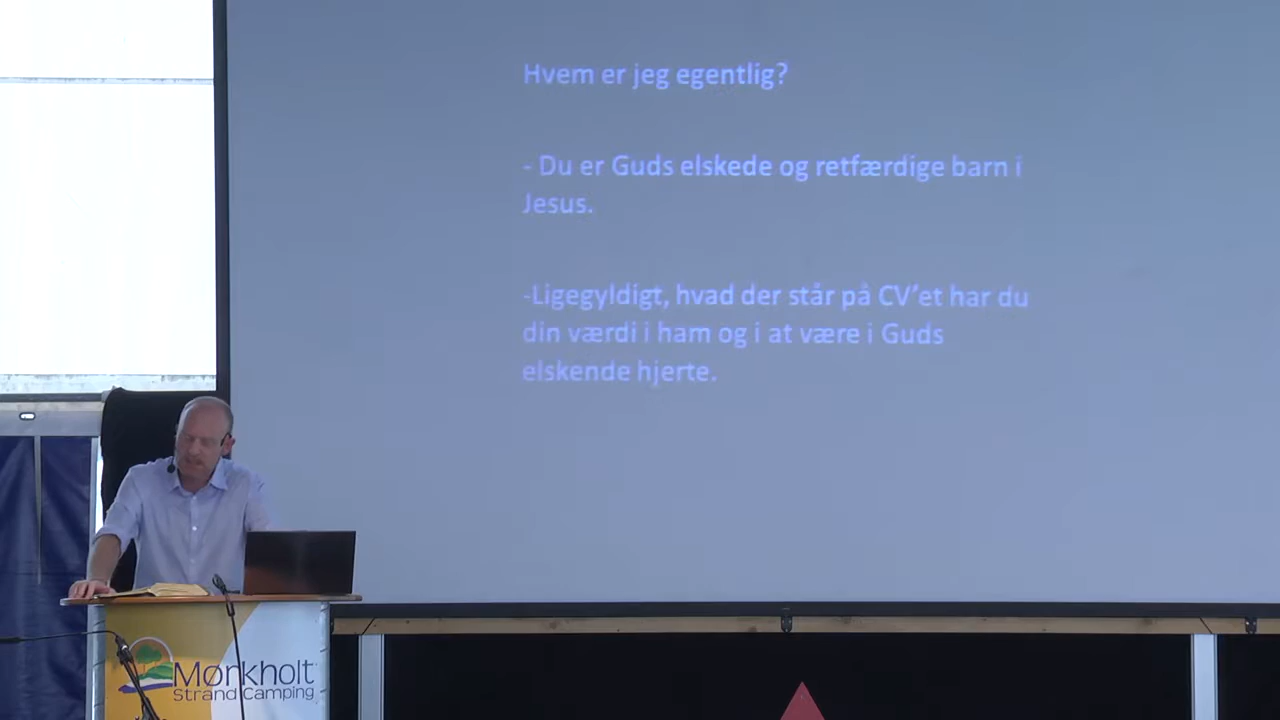 Hvem er jeg egentlig?
- Du er Guds elskede og retfærdige barn i
Jesus.
-Ligegyldigt, hvad der står på CV'et har du
din værdi i ham og i at være i Guds
elskende hjerte.
Mørkholt
Strand Camping